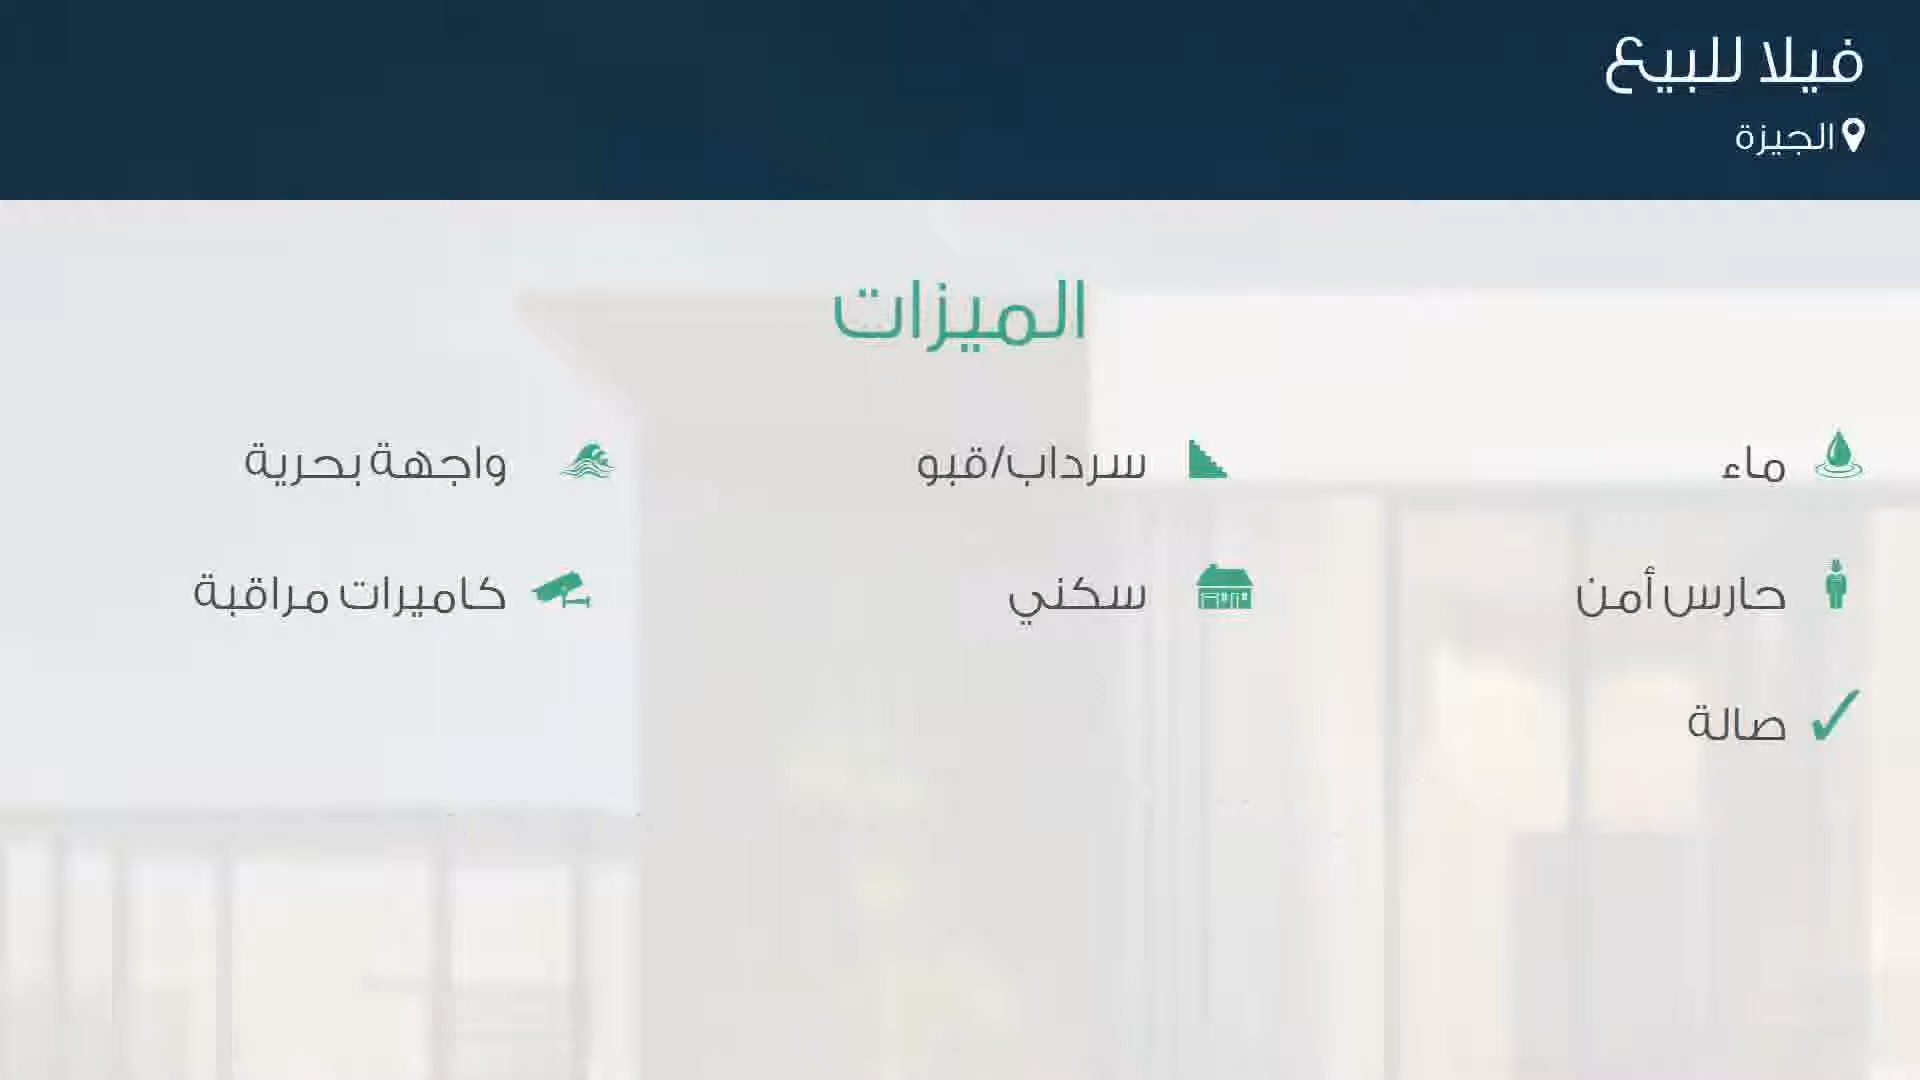 فيلا للبيع
الجيزة
الميزات
ماء
سرداب/قبو
واجهة بحرية
حارس أمن
سكني
كاميرات مراقبة
صالة